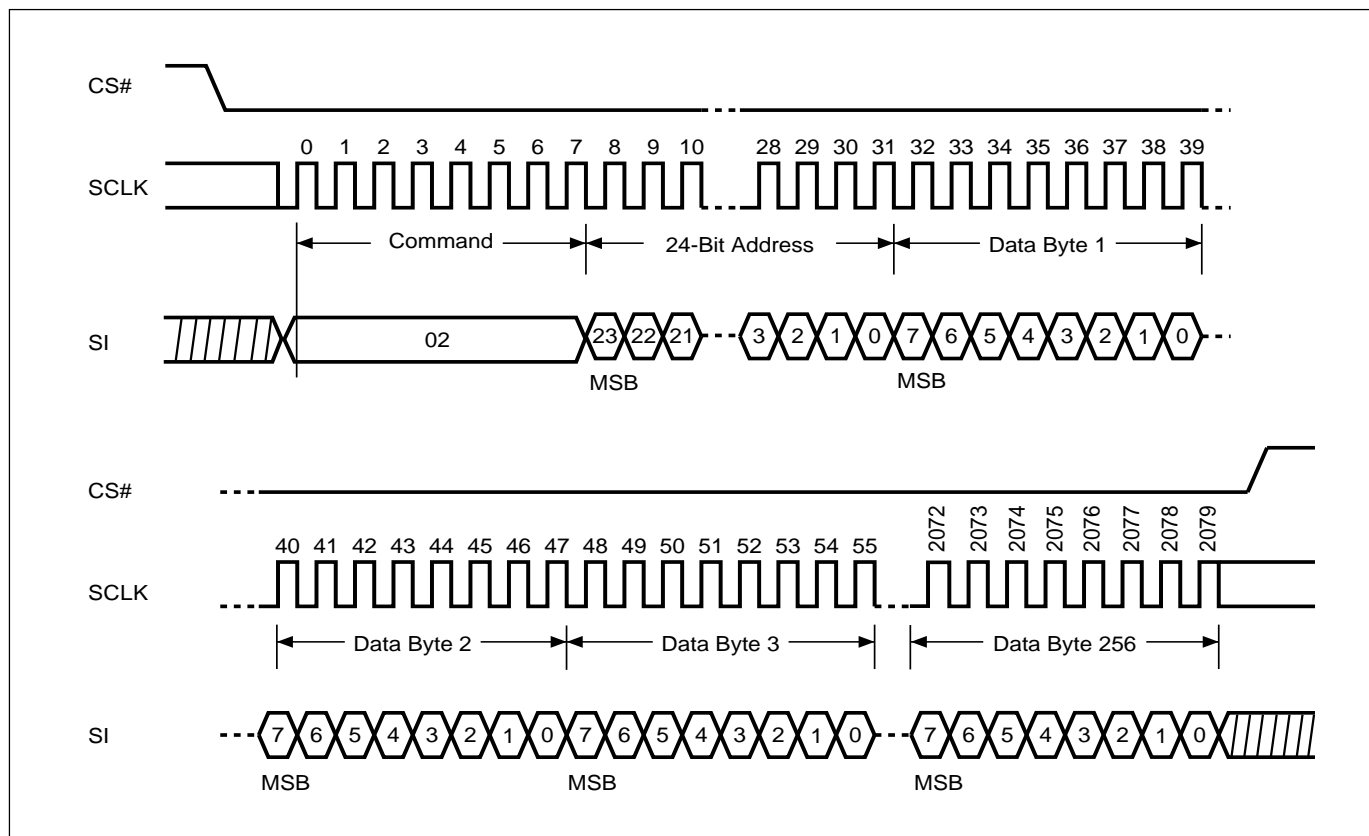 CS#
0 1 2 3 4 5 6 7 8 9 10 28 29 30 31 32 33 34 35 36 37 38 39
SCLK
Command 24-Bit Address Data Byte 1
SI 02 23 22 21 3 2 1 0 7 6 5 4 3 2 1 0
MSB MSB
CS#
40 41 42 43 44 45 46 47 48 49 50 51 52 53 54 55 2072 2073 2074 2075 2076 2077 2078 2079
SCLK
Data Byte 2 Data Byte 3 Data Byte 256
SI 7 6 5 4 3 2 1 0 7 6 5 4 3 2 1 0 7 6 5 4 3 2 1 0
MSB MSB MSB